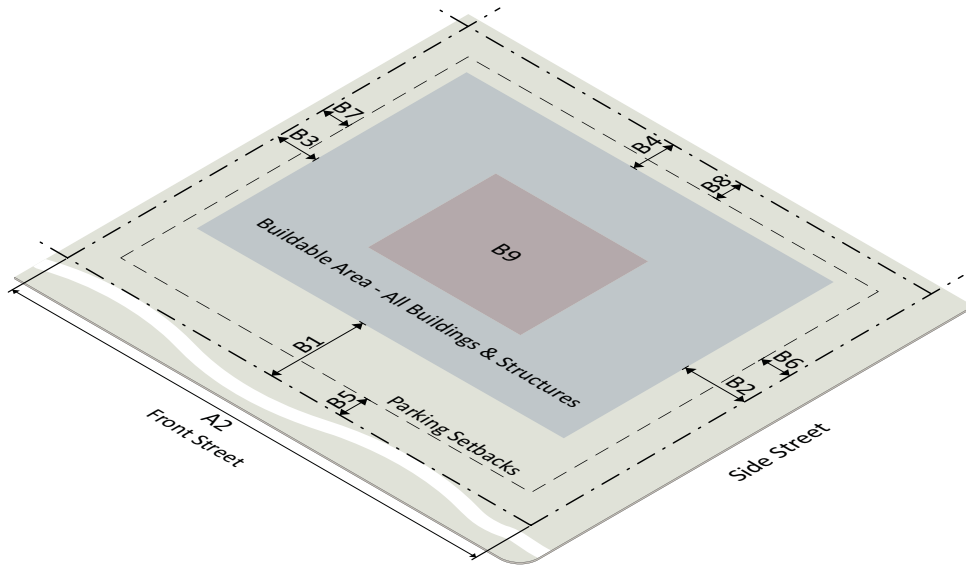 B7
B3
B4
B8
B9
Buildable Area - All Buildings & Structures
B1
B6
B2
B5
Parking Setbacks
A2
Front Street
Side Street